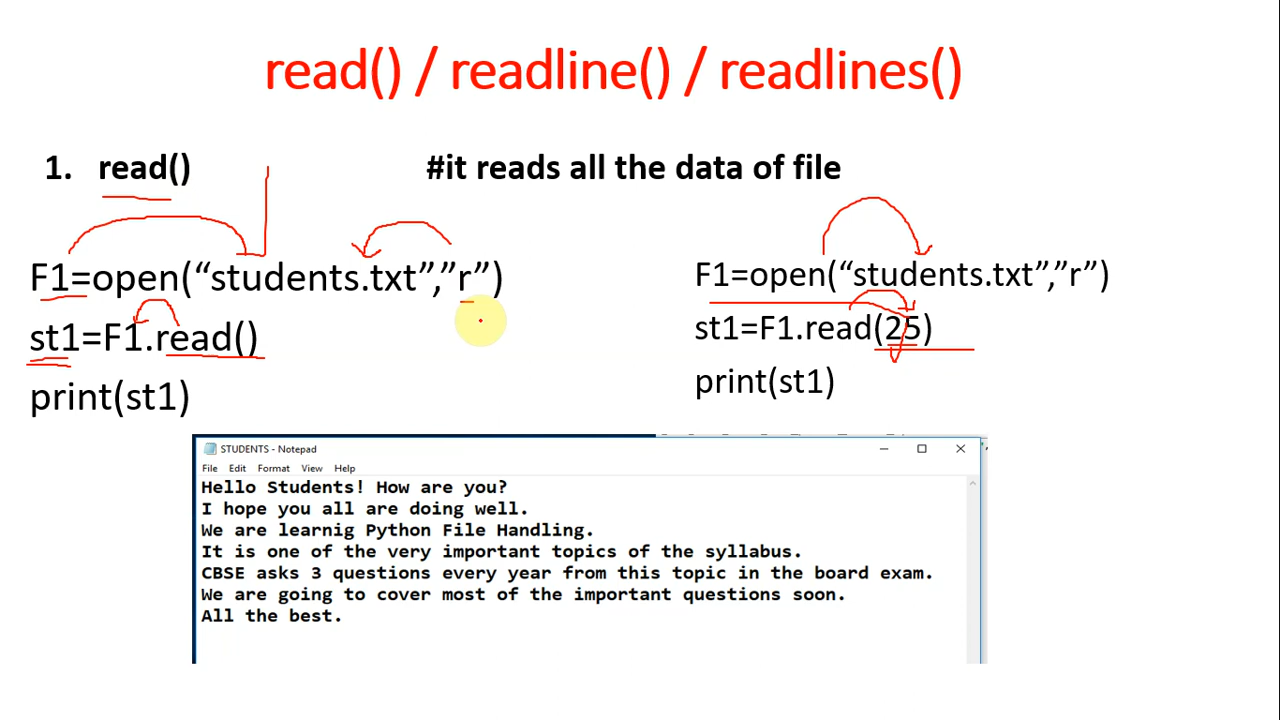 read() / readline() / readlines()
1. read() #it reads all the data of file
F1=open(“students.txt”,”r”)
st1=F1.read()
print(st1)
F1=open(“students.txt”,”r”)
st1=F1.read(25)
print(st1)
STUDENTS - Notepad
File Edit Format View Help
Hello Students! How are you?
I hope you all are doing well.
We are learnig Python File Handling.
It is one of the very important topics of the syllabus.
CBSE asks 3 questions every year from this topic in the board exam.
We are going to cover most of the important questions soon.
All the best.